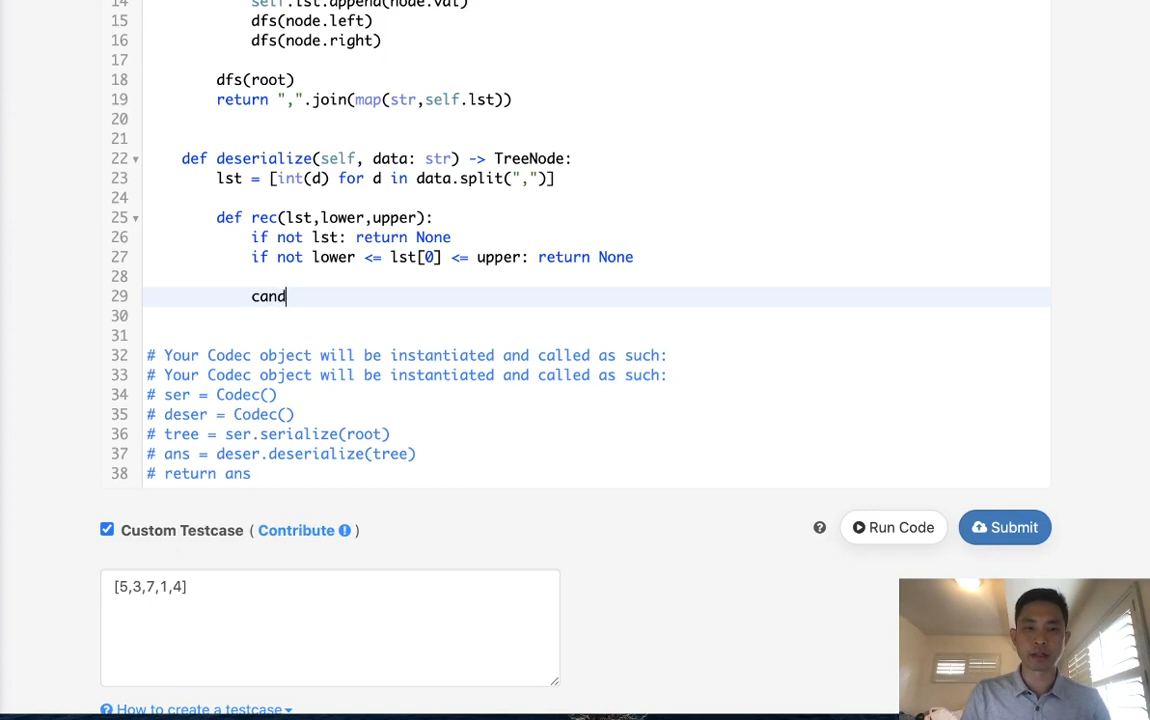 14 self.lst.append(node.val)
15 dfs(node.left)
16 dfs(node.right)
17
18 dfs(root)
19 return ",".join(map(str,self.lst))
20
21
22 def deserialize(self, data: str) -> TreeNode:
23 lst = [int(d) for d in data.split(",")]
24
25 def rec(lst,lower,upper):
26 if not lst: return None
27 if not lower <= lst[0] <= upper: return None
28
29 cand
30
31
32 # Your Codec object will be instantiated and called as such:
33 # Your Codec object will be instantiated and called as such:
34 # ser = Codec()
35 # deser = Codec()
36 # tree = ser.serialize(root)
37 # ans = deser.deserialize(tree)
38 # return ans
Custom Testcase ( Contribute ! )
? Run Code Submit
[5,3,7,1,4]
? How to create a testcase